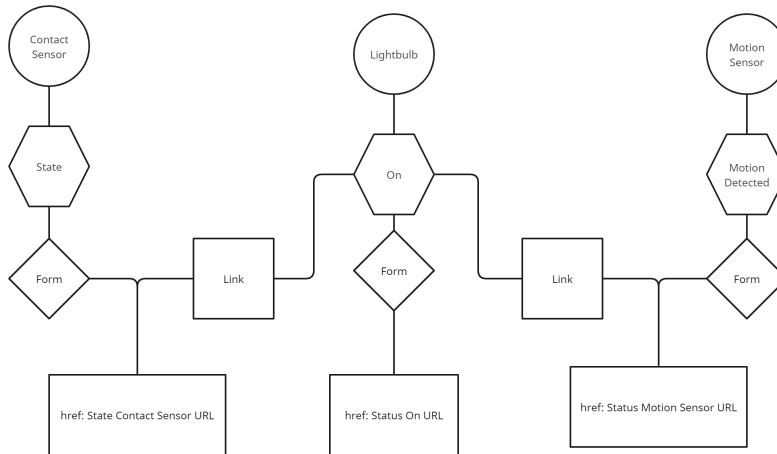 Contact
Sensor
Lightbulb
Motion
Sensor
State
On
Motion
Detected
Form
Link
Form
Link
Form
href: State Contact Sensor URL
href: Status On URL
href: Status Motion Sensor URL